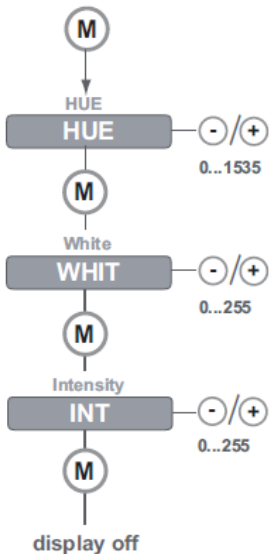 M
HUE
HUE
- / +
0...1535
M
White
WHIT
- / +
0...255
M
Intensity
INT
- / +
0...255
M
display off